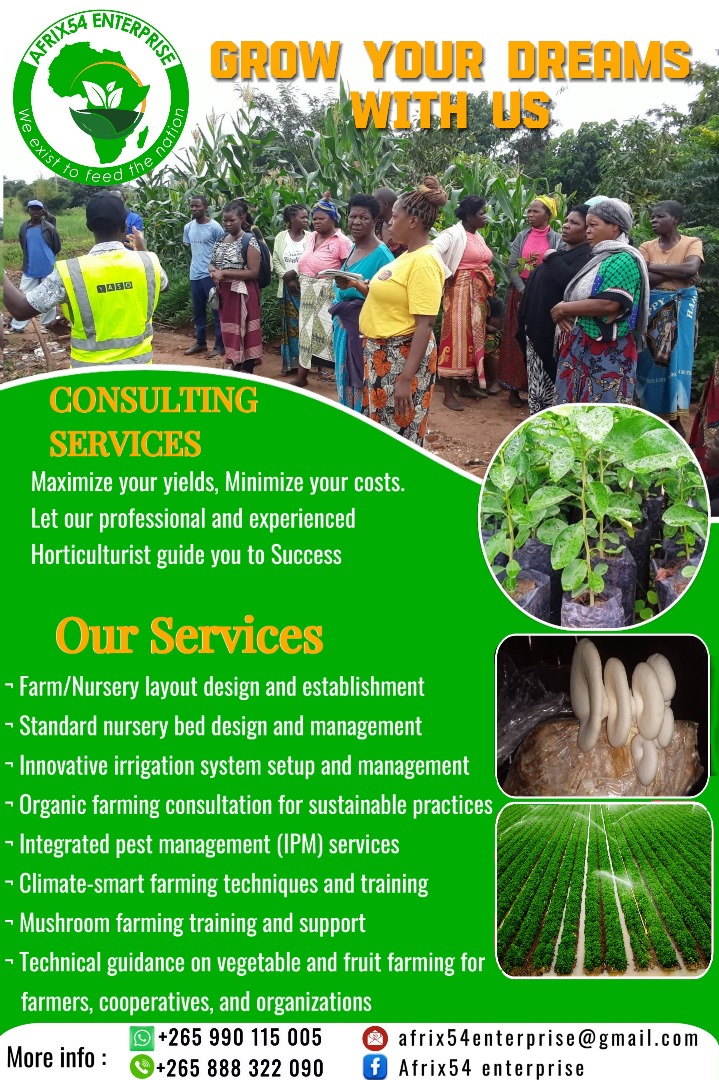 AFRIX54 ENTERPRISE
We exist to feed the nation
GROW YOUR DREAMS
WITH US
YASD
CONSULTING
SERVICES
Maximize your yields, Minimize your costs.
Let our professional and experienced
Horticulturist guide you to Success
Our Services
¬ Farm/Nursery layout design and establishment
¬ Standard nursery bed design and management
¬ Innovative irrigation system setup and management
¬ Organic farming consultation for sustainable practices
¬ Integrated pest management (IPM) services
¬ Climate-smart farming techniques and training
¬ Mushroom farming training and support
¬ Technical guidance on vegetable and fruit farming for
farmers, cooperatives, and organizations
More info :
+265 990 115 005
+265 888 322 090
afrix54enterprise@gmail.com
Afrix54 enterprise